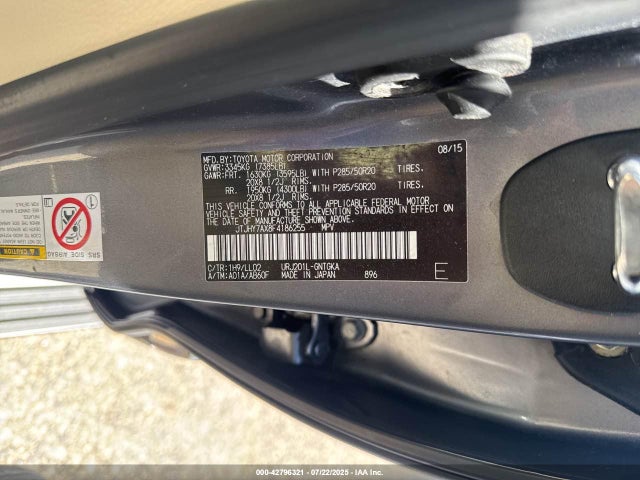 MFD.BY:TOYOTA MOTOR CORPORATION 08/15
GVWR:3345KG (7385LB)
GAWR:FRT. 1630KG (3595LB) WITH P285/50R20 TIRES.
20X8 1/2J RIMS.
RR. 1950KG (4300LB) WITH P285/50R20 TIRES.
20X8 1/2J RIMS.
THIS VEHICLE CONFORMS TO ALL APPLICABLE FEDERAL MOTOR
VEHICLE SAFETY, BUMPER, AND THEFT PREVENTION STANDARDS IN EFFECT ON
THE DATE OF MANUFACTURE SHOWN ABOVE.
JTJHY7AX8F4186255 MPV
C/TR:1H9/LL02 URJ201L-GNTGKA
A/TM:AD1A/AB60F MADE IN JAPAN 896 E
CAUTION
SIDE AIRBAG
000-42796321 - 07/22/2025 - IAA Inc.